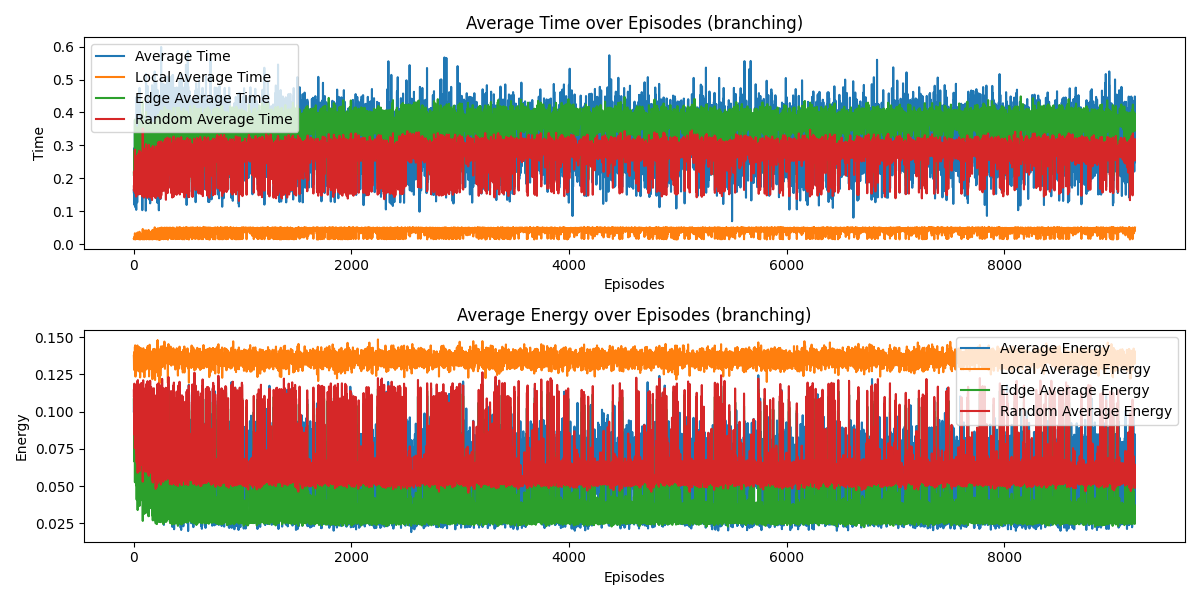 Average Time over Episodes (branching)
Time
0.6
0.5
0.4
0.3
0.2
0.1
0.0
Average Time
Local Average Time
Edge Average Time
Random Average Time
0 2000 4000 6000 8000
Episodes
Average Energy over Episodes (branching)
Energy
0.150
0.125
0.100
0.075
0.050
0.025
Average Energy
Local Average Energy
Edge Average Energy
Random Average Energy
0 2000 4000 6000 8000
Episodes